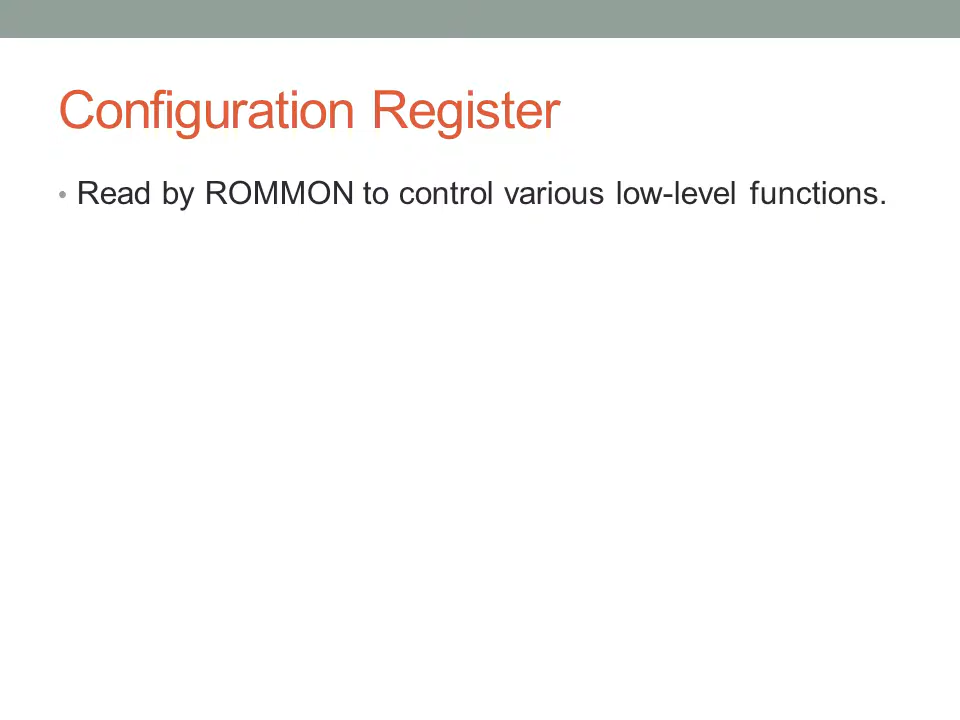 Configuration Register
• Read by ROMMON to control various low-level functions.